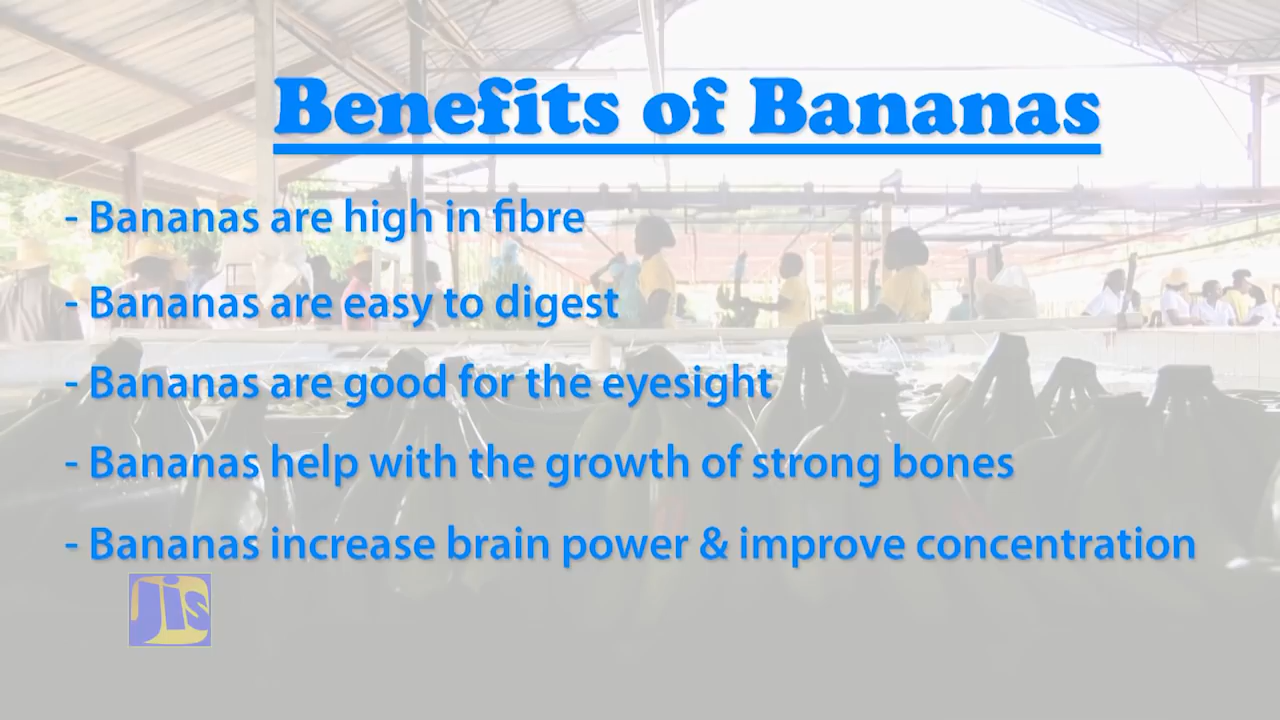 Benefits of Bananas
- Bananas are high in fibre
- Bananas are easy to digest
- Bananas are good for the eyesight
- Bananas help with the growth of strong bones
- Bananas increase brain power & improve concentration
Jis